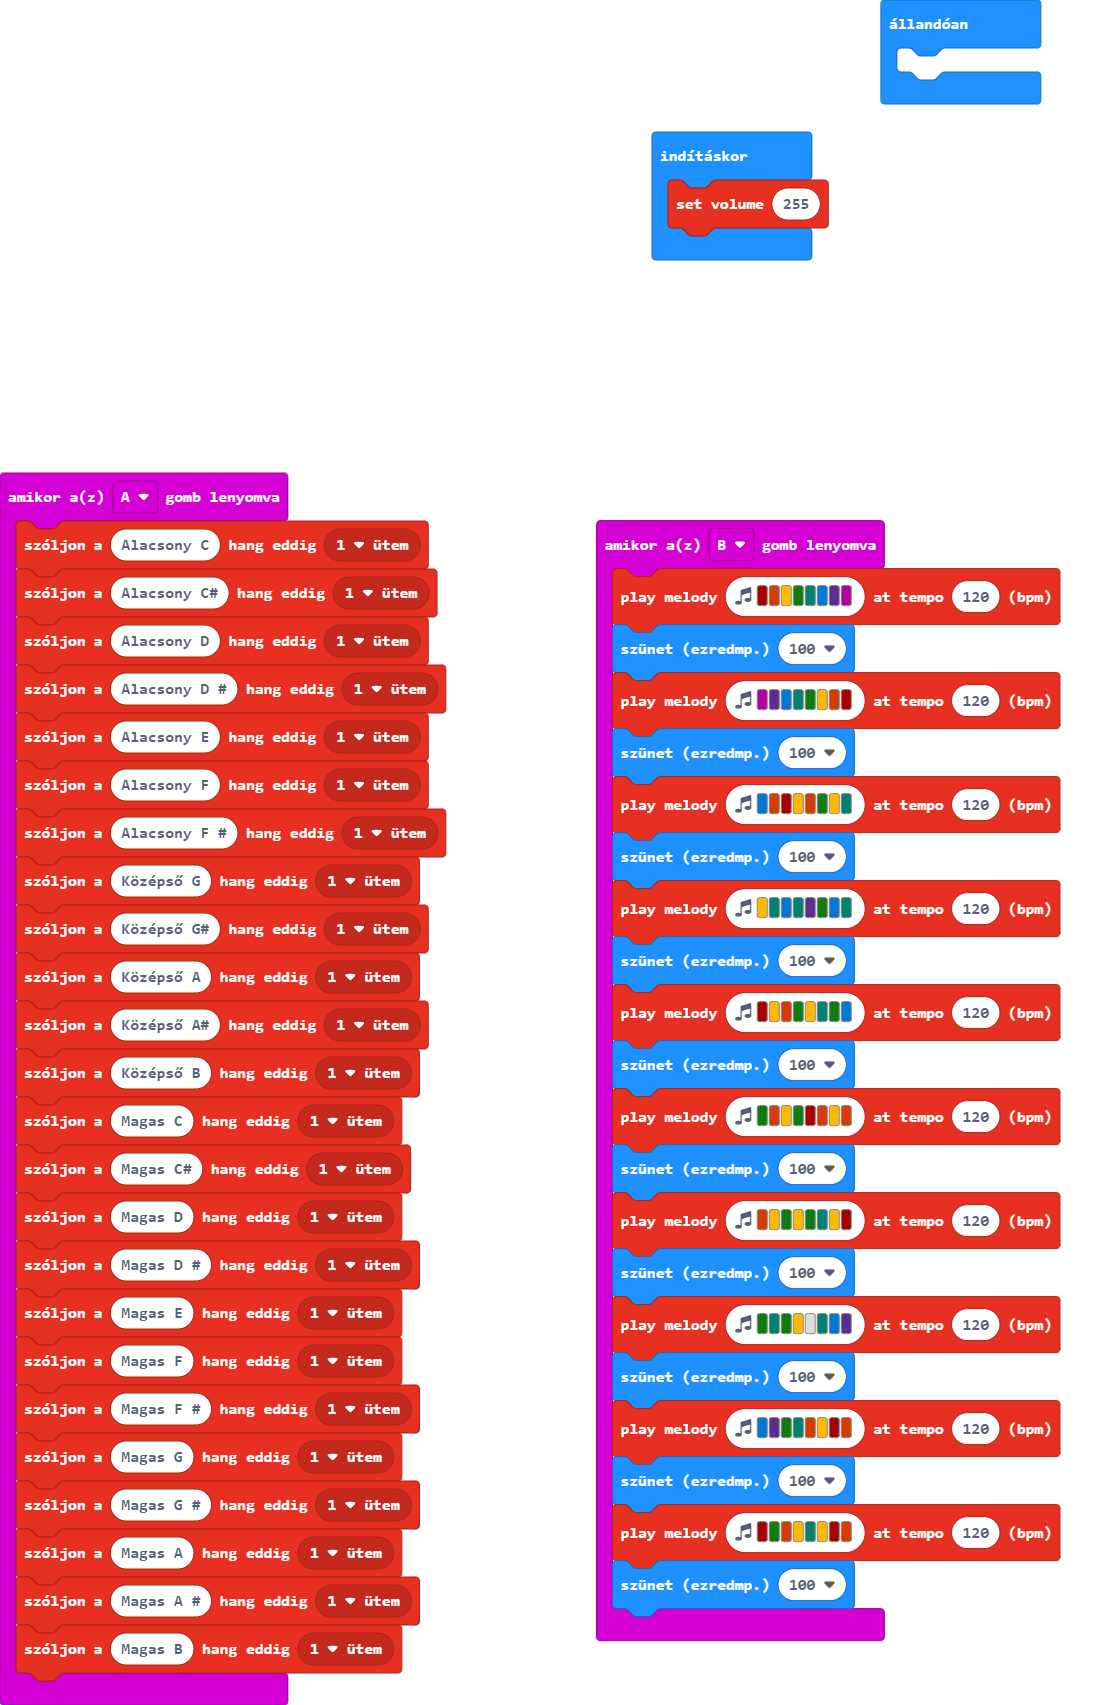 állandóan
indításkor
set volume 255
amikor a(z) A gomb lenyomva
szóljon a Alacsony C hang eddig 1 ütem
szóljon a Alacsony C# hang eddig 1 ütem
szóljon a Alacsony D hang eddig 1 ütem
szóljon a Alacsony D # hang eddig 1 ütem
szóljon a Alacsony E hang eddig 1 ütem
szóljon a Alacsony F hang eddig 1 ütem
szóljon a Alacsony F # hang eddig 1 ütem
szóljon a Középső G hang eddig 1 ütem
szóljon a Középső G# hang eddig 1 ütem
szóljon a Középső A hang eddig 1 ütem
szóljon a Középső A# hang eddig 1 ütem
szóljon a Középső B hang eddig 1 ütem
szóljon a Magas C hang eddig 1 ütem
szóljon a Magas C# hang eddig 1 ütem
szóljon a Magas D hang eddig 1 ütem
szóljon a Magas D # hang eddig 1 ütem
szóljon a Magas E hang eddig 1 ütem
szóljon a Magas F hang eddig 1 ütem
szóljon a Magas F # hang eddig 1 ütem
szóljon a Magas G hang eddig 1 ütem
szóljon a Magas G # hang eddig 1 ütem
szóljon a Magas A hang eddig 1 ütem
szóljon a Magas A # hang eddig 1 ütem
szóljon a Magas B hang eddig 1 ütem
amikor a(z) B gomb lenyomva
play melody at tempo 120 (bpm)
szünet (ezredmp.) 100
play melody at tempo 120 (bpm)
szünet (ezredmp.) 100
play melody at tempo 120 (bpm)
szünet (ezredmp.) 100
play melody at tempo 120 (bpm)
szünet (ezredmp.) 100
play melody at tempo 120 (bpm)
szünet (ezredmp.) 100
play melody at tempo 120 (bpm)
szünet (ezredmp.) 100
play melody at tempo 120 (bpm)
szünet (ezredmp.) 100
play melody at tempo 120 (bpm)
szünet (ezredmp.) 100
play melody at tempo 120 (bpm)
szünet (ezredmp.) 100
play melody at tempo 120 (bpm)
szünet (ezredmp.) 100